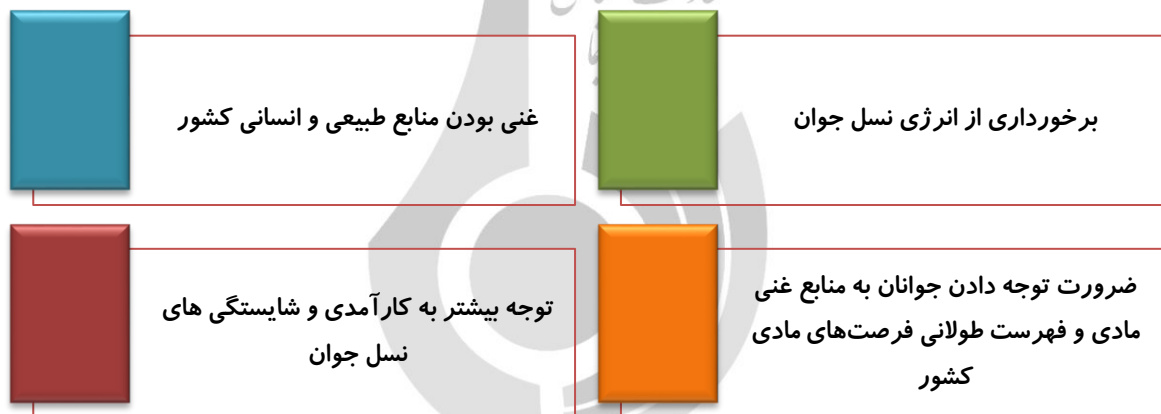 برخورداری از انرژی نسل جوان
غنی بودن منابع طبیعی و انسانی کشور
ضرورت توجه دادن جوانان به منابع غنی
مادی و فهرست طولانی فرصت‌های مادی
کشور
توجه بیشتر به کارآمدی و شایستگی های
نسل جوان